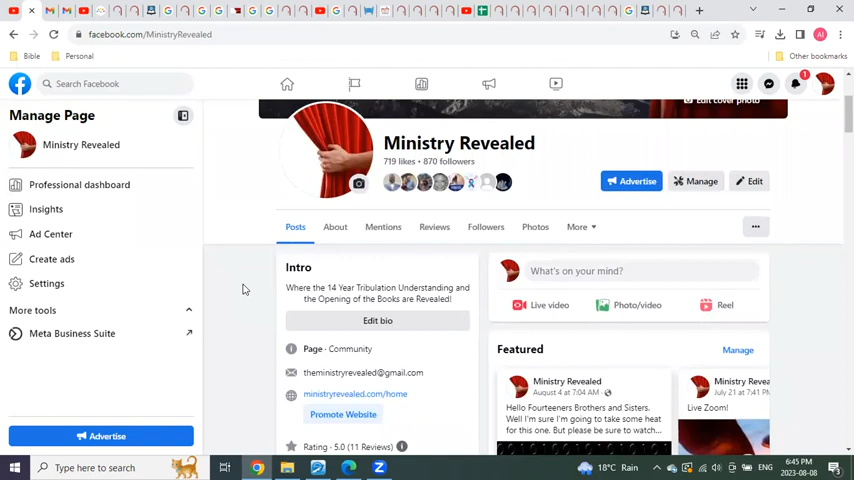 facebook.com/MinistryRevealed
Bible
Personal
Other bookmarks
Search Facebook
1
Manage Page
Ministry Revealed
Professional dashboard
Insights
Ad Center
Create ads
Settings
More tools
Meta Business Suite
Advertise
Edit cover photo
Ministry Revealed
719 likes • 870 followers
Advertise
Manage
Edit
Posts
About
Mentions
Reviews
Followers
Photos
More
Intro
Where the 14 Year Tribulation Understanding and
the Opening of the Books are Revealed!
Edit bio
Page · Community
theministryrevealed@gmail.com
ministryrevealed.com/home
Promote Website
Rating · 5.0 (11 Reviews)
What's on your mind?
Live video
Photo/video
Reel
Featured
Manage
Ministry Revealed
August 4 at 7:04 AM ·
Hello Fourteeners Brothers and Sisters.
Well I'm sure I'm going to take some heat
for this one. But please be sure to watch...
Ministry Revea
July 21 at 7:41 P
Live Zoom!
Type here to search
18°C Rain
ENG
6:45 PM
2023-08-08
3